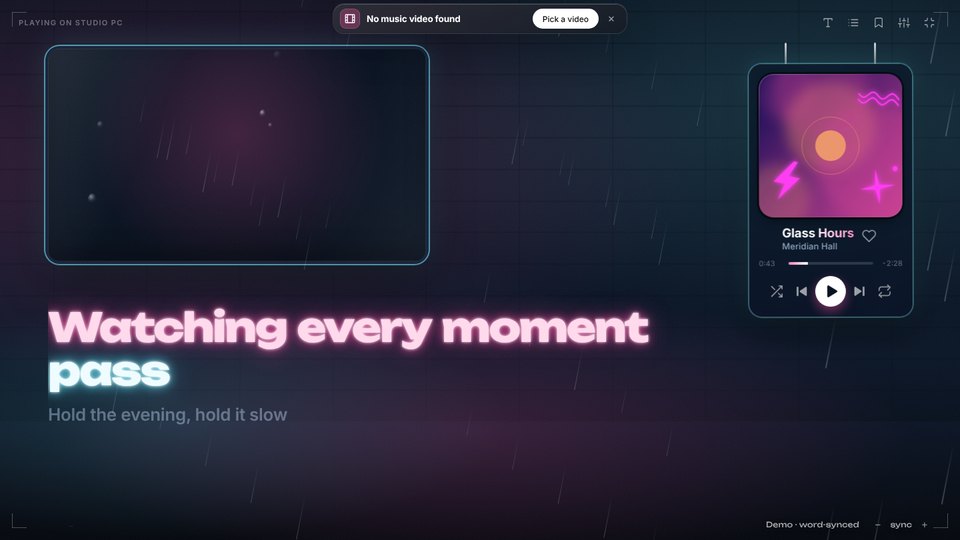 PLAYING ON STUDIO PC
No music video found
Pick a video
Glass Hours
Meridian Hall
0:43
-2:28
Watching every moment
pass
Hold the evening, hold it slow
Demo · word-synced
− sync +